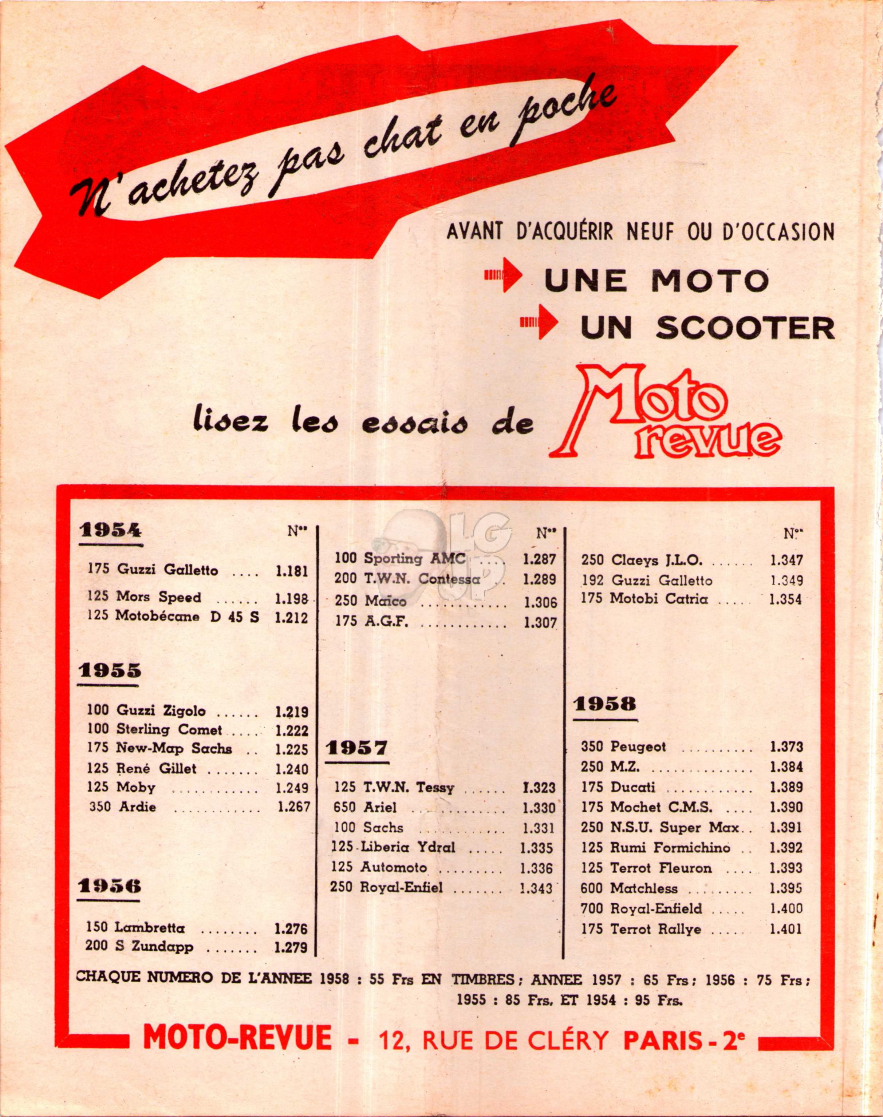 N'achetez pas chat en poche
AVANT D'ACQUÉRIR NEUF OU D'OCCASION
UNE MOTO
UN SCOOTER
lisez les essais de Moto revue
1954 Nos
175 Guzzi Galletto .... 1.181
125 Mors Speed ...... 1.198
125 Motobécane D 45 S 1.212
1955
100 Guzzi Zigolo ...... 1.219
100 Sterling Comet .... 1.222
175 New-Map Sachs .. 1.225
125 René Gillet ....... 1.240
125 Moby ............ 1.249
350 Ardie ............ 1.267
1956
150 Lambretta ........ 1.276
200 S Zundapp ....... 1.279
Nos
100 Sporting AMC 1.287
200 T.W.N. Contessa .. 1.289
250 Maïco ............ 1.306
175 A.G.F. ............ 1.307
1957
125 T.W.N. Tessy ...... 1.323
650 Ariel ............ 1.330
100 Sachs ............ 1.331
125 Liberia Ydral ..... 1.335
125 Automoto .......... 1.336
250 Royal-Enfiel ....... 1.343
Nos
250 Claeys J.L.O. ...... 1.347
192 Guzzi Galletto 1.349
175 Motobi Catria ..... 1.354
1958
350 Peugeot .......... 1.373
250 M.Z. ............. 1.384
175 Ducati ............ 1.389
175 Mochet C.M.S. .... 1.390
250 N.S.U. Super Max.. 1.391
125 Rumi Formichino .. 1.392
125 Terrot Fleuron .... 1.393
600 Matchless ......... 1.395
700 Royal-Enfield ..... 1.400
175 Terrot Rallye ..... 1.401
CHAQUE NUMERO DE L'ANNEE 1958 : 55 Frs EN TIMBRES ; ANNEE 1957 : 65 Frs ; 1956 : 75 Frs ;
1955 : 85 Frs. ET 1954 : 95 Frs.
MOTO-REVUE - 12, RUE DE CLÉRY PARIS - 2e
LG
JP